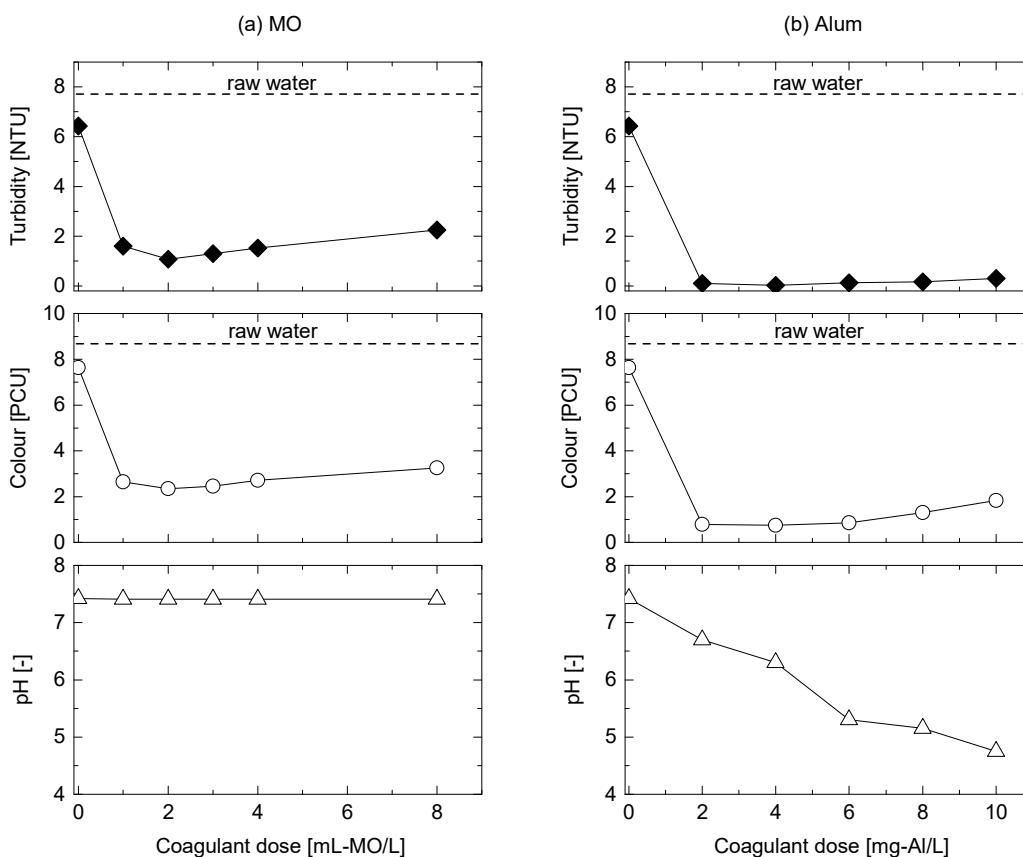 (a) MO
(b) Alum
raw water
8
6
4
2
0
Turbidity [NTU]
raw water
8
6
4
2
0
Turbidity [NTU]
raw water
10
8
6
4
2
0
Colour [PCU]
raw water
10
8
6
4
2
0
Colour [PCU]
8
7
6
5
4
pH [-]
0 2 4 6 8
Coagulant dose [mL-MO/L]
8
7
6
5
4
pH [-]
0 2 4 6 8 10
Coagulant dose [mg-Al/L]